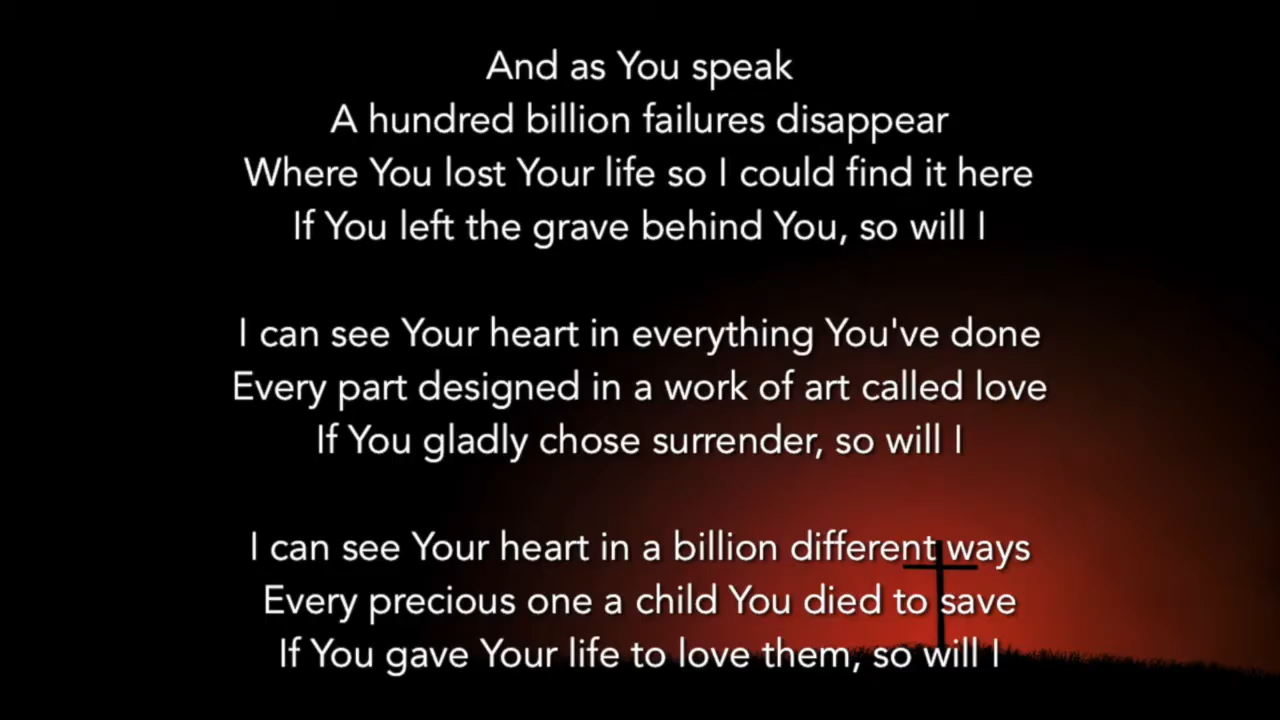 And as You speak
A hundred billion failures disappear
Where You lost Your life so I could find it here
If You left the grave behind You, so will I
I can see Your heart in everything You've done
Every part designed in a work of art called love
If You gladly chose surrender, so will I
I can see Your heart in a billion different ways
Every precious one a child You died to save
If You gave Your life to love them, so will I